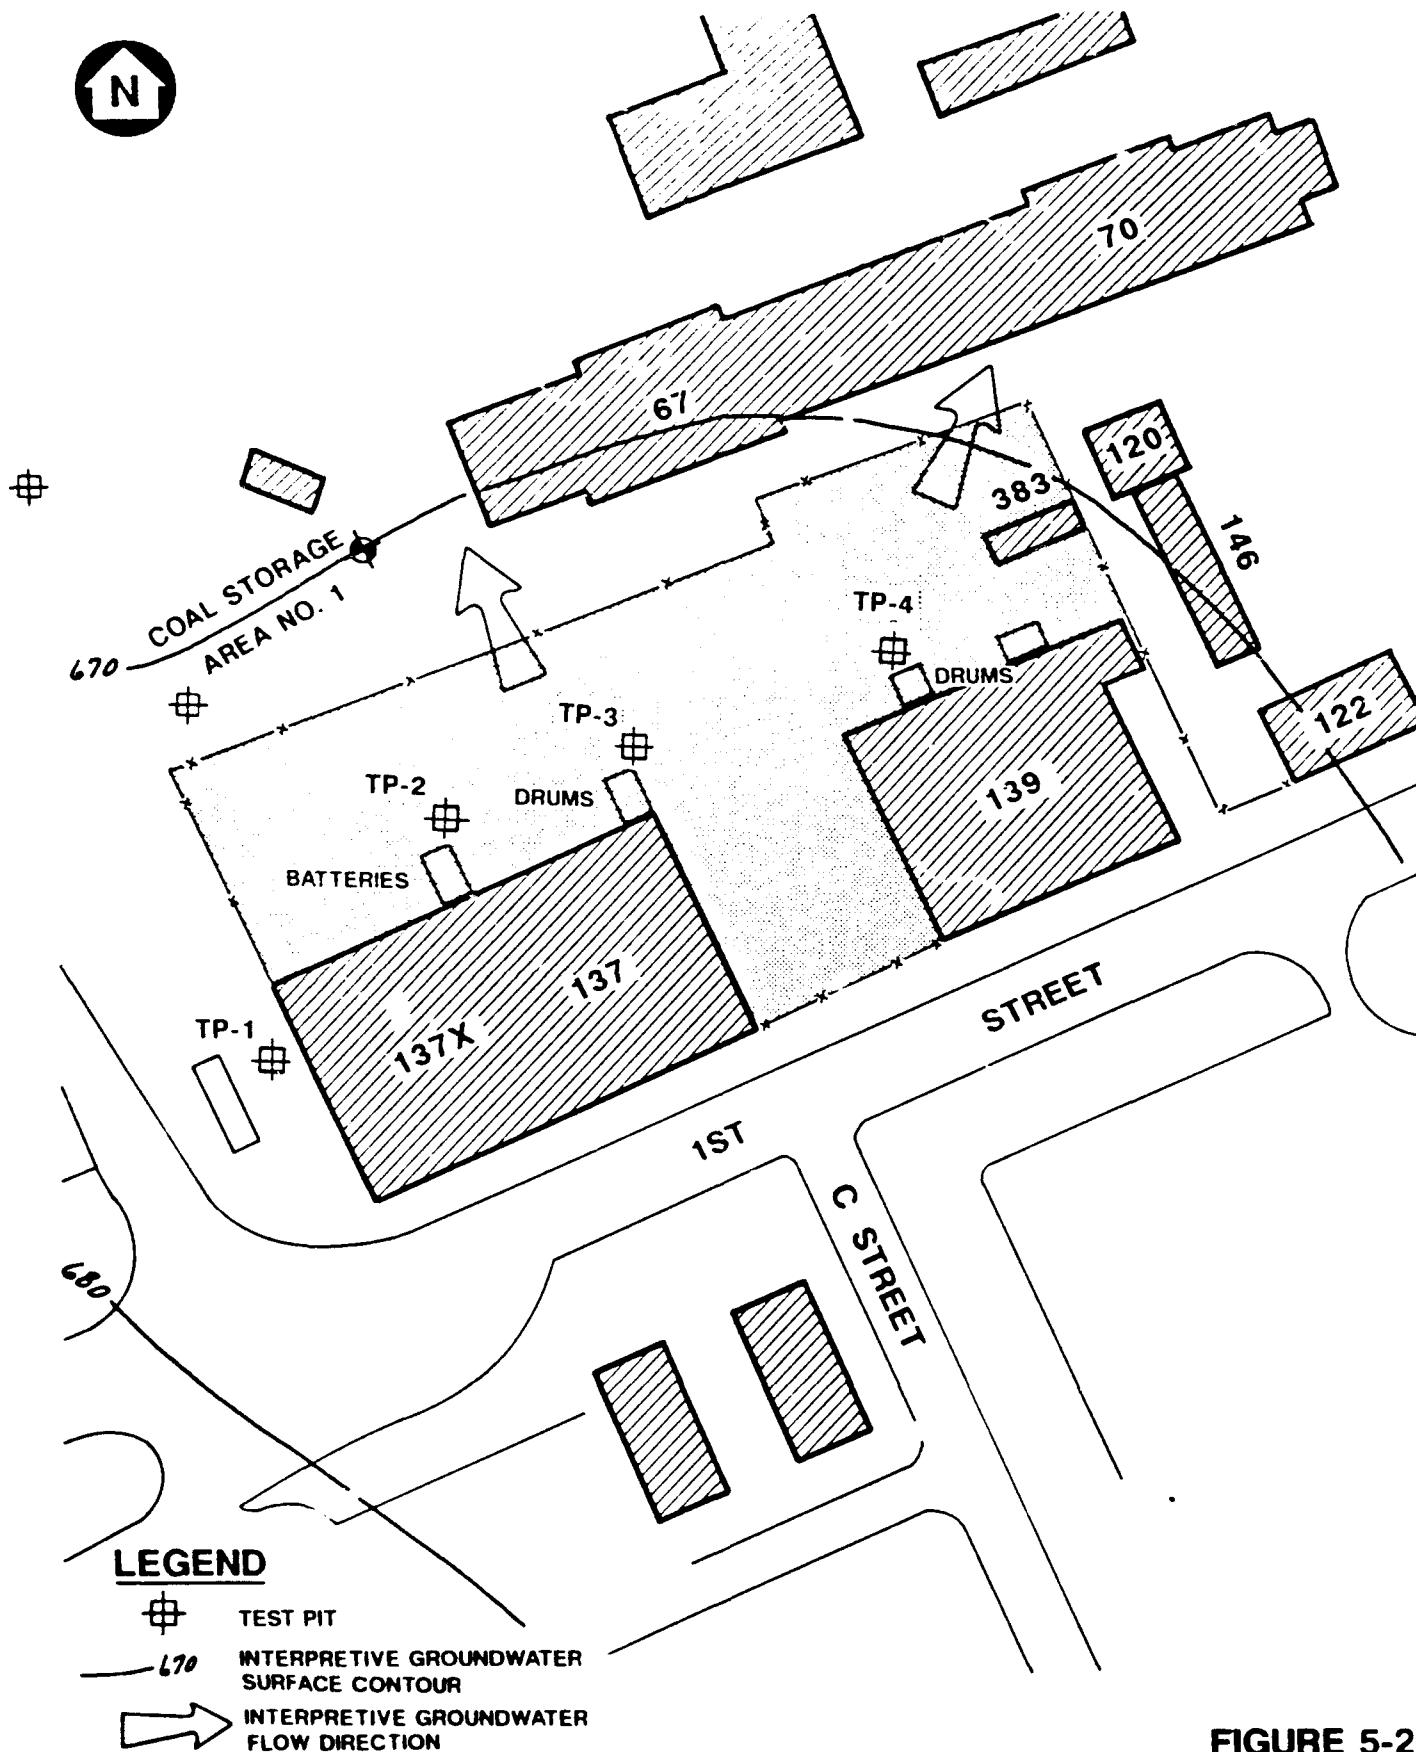 N
70
67
120
383
146
COAL STORAGE
AREA NO. 1
670
TP-4
DRUMS
122
TP-3
TP-2
DRUMS
139
BATTERIES
137
STREET
TP-1
137X
1ST
C STREET
680
LEGEND
TEST PIT
670 INTERPRETIVE GROUNDWATER
SURFACE CONTOUR
INTERPRETIVE GROUNDWATER
FLOW DIRECTION
FIGURE 5-2